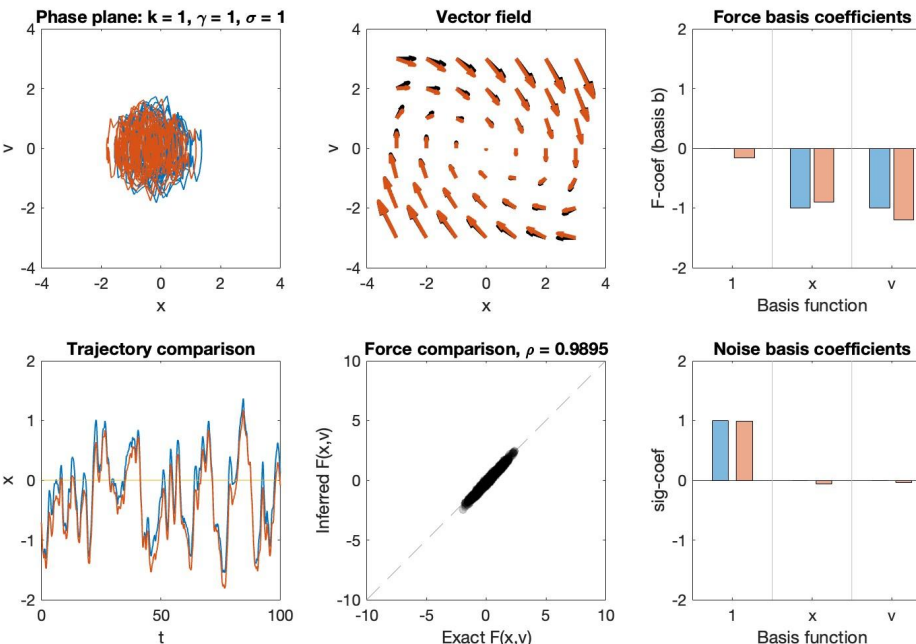 Phase plane: k = 1, γ = 1, σ = 1
4
2
0
-2
-4
v
-4
-2
0
2
4
x
Vector field
4
2
0
-2
-4
v
-4
-2
0
2
4
x
Force basis coefficients
2
1
0
-1
-2
F-coef (basis b)
1
x
v
Basis function
Trajectory comparison
2
1
0
-1
-2
x
0
50
100
t
Force comparison, ρ = 0.9895
10
5
0
-5
-10
Inferred F(x,v)
-10
-5
0
5
10
Exact F(x,v)
Noise basis coefficients
2
1
0
-1
-2
sig-coef
1
x
v
Basis function